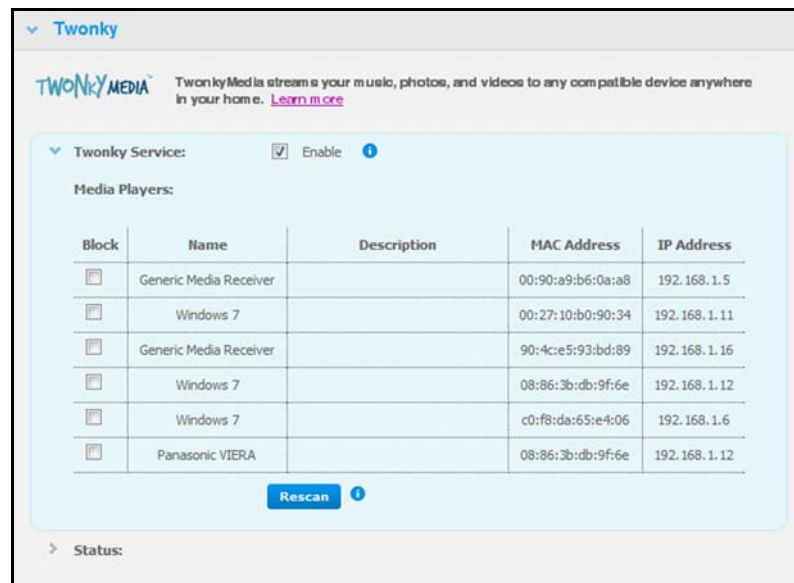 Twonky
TWONKY MEDIA™ TwonkyMedia streams your music, photos, and videos to any compatible device anywhere
in your home. Learn more
Twonky Service: Enable
Media Players:
Block Name Description MAC Address IP Address
Generic Media Receiver 00:90:a9:b6:0a:a8 192.168.1.5
Windows 7 00:27:10:b0:90:34 192.168.1.11
Generic Media Receiver 90:4c:e5:93:bd:89 192.168.1.16
Windows 7 08:86:3b:db:9f:6e 192.168.1.12
Windows 7 c0:f8:da:65:e4:06 192.168.1.6
Panasonic VIERA 08:86:3b:db:9f:6e 192.168.1.12
Rescan
Status: